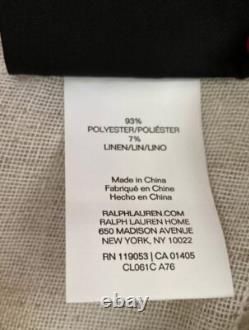 93%
POLYESTER/POLIÉSTER
7%
LINEN/LIN/LINO
Made in China
Fabriqué en Chine
Hecho en China
RALPHLAUREN.COM
RALPH LAUREN HOME
650 MADISON AVENUE
NEW YORK, NY 10022
RN 119053 | CA 01405
CL061C A76